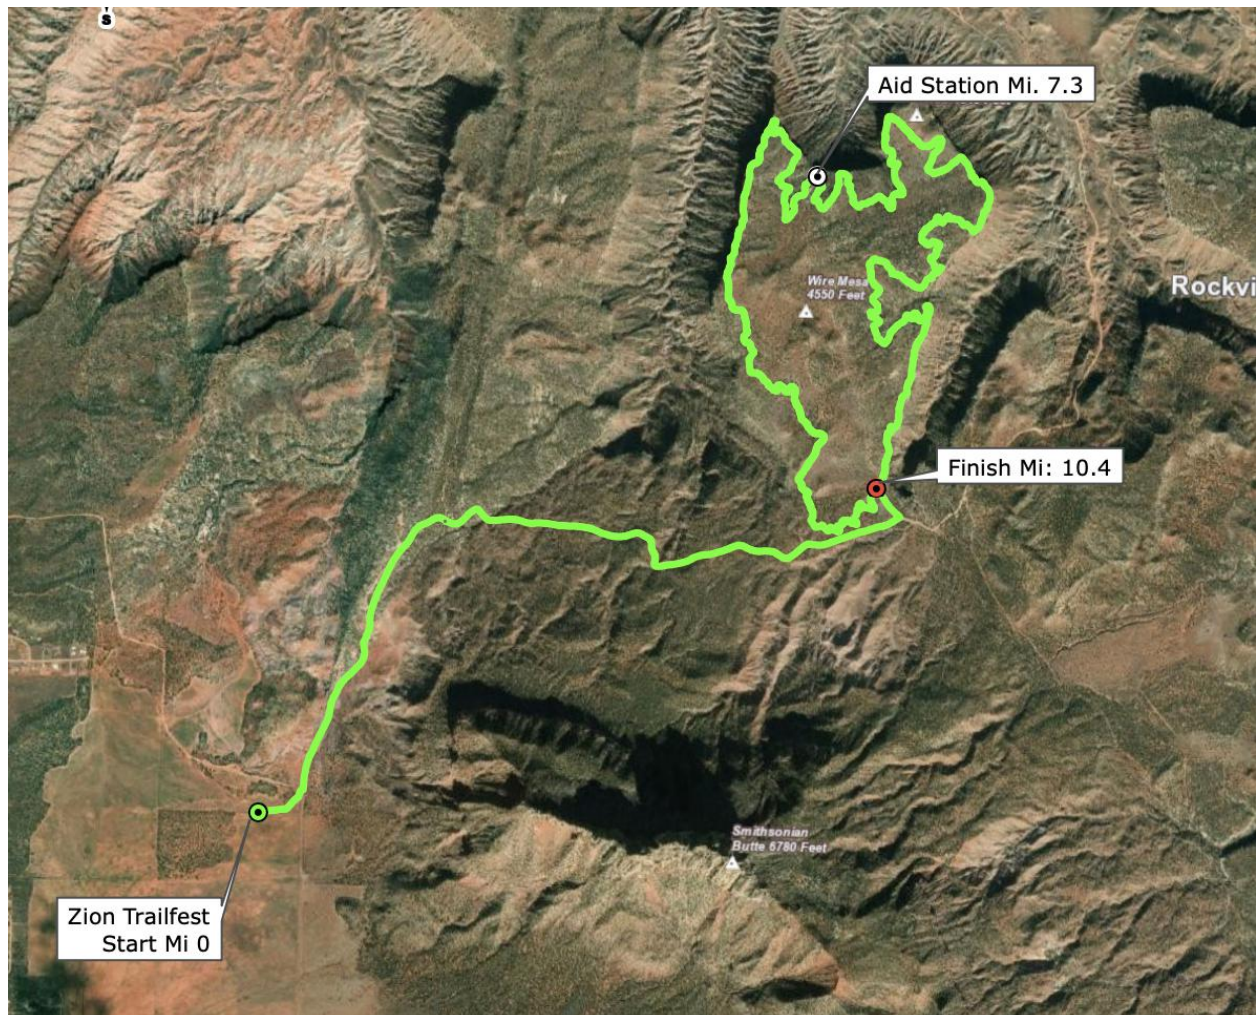 s
Aid Station Mi. 7.3
Wire Mesa
4550 Feet
Rockvi
Finish Mi: 10.4
Smithsonian
Butte 6780 Feet
Zion Trailfest
Start Mi 0